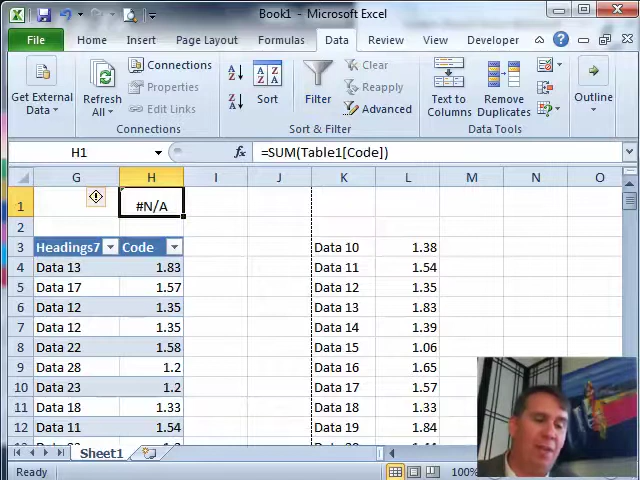 Book1 - Microsoft Excel
File Home Insert Page Layout Formulas Data Review View Developer
Get External Data
Refresh All
Connections
Properties
Edit Links
Connections
Sort
Filter
Clear
Reapply
Advanced
Sort & Filter
Text to Columns
Remove Duplicates
Data Tools
Outline
H1 fx =SUM(Table1[Code])
G H I J K L M N O
1 #N/A
2
3 Headings7 Code Data 10 1.38
4 Data 13 1.83 Data 11 1.54
5 Data 17 1.57 Data 12 1.35
6 Data 12 1.35 Data 13 1.83
7 Data 12 1.35 Data 14 1.39
8 Data 22 1.58 Data 15 1.06
9 Data 28 1.2 Data 16 1.65
10 Data 23 1.2 Data 17 1.57
11 Data 18 1.33 Data 18 1.33
12 Data 11 1.54 Data 19 1.84
Sheet1
Ready 100%